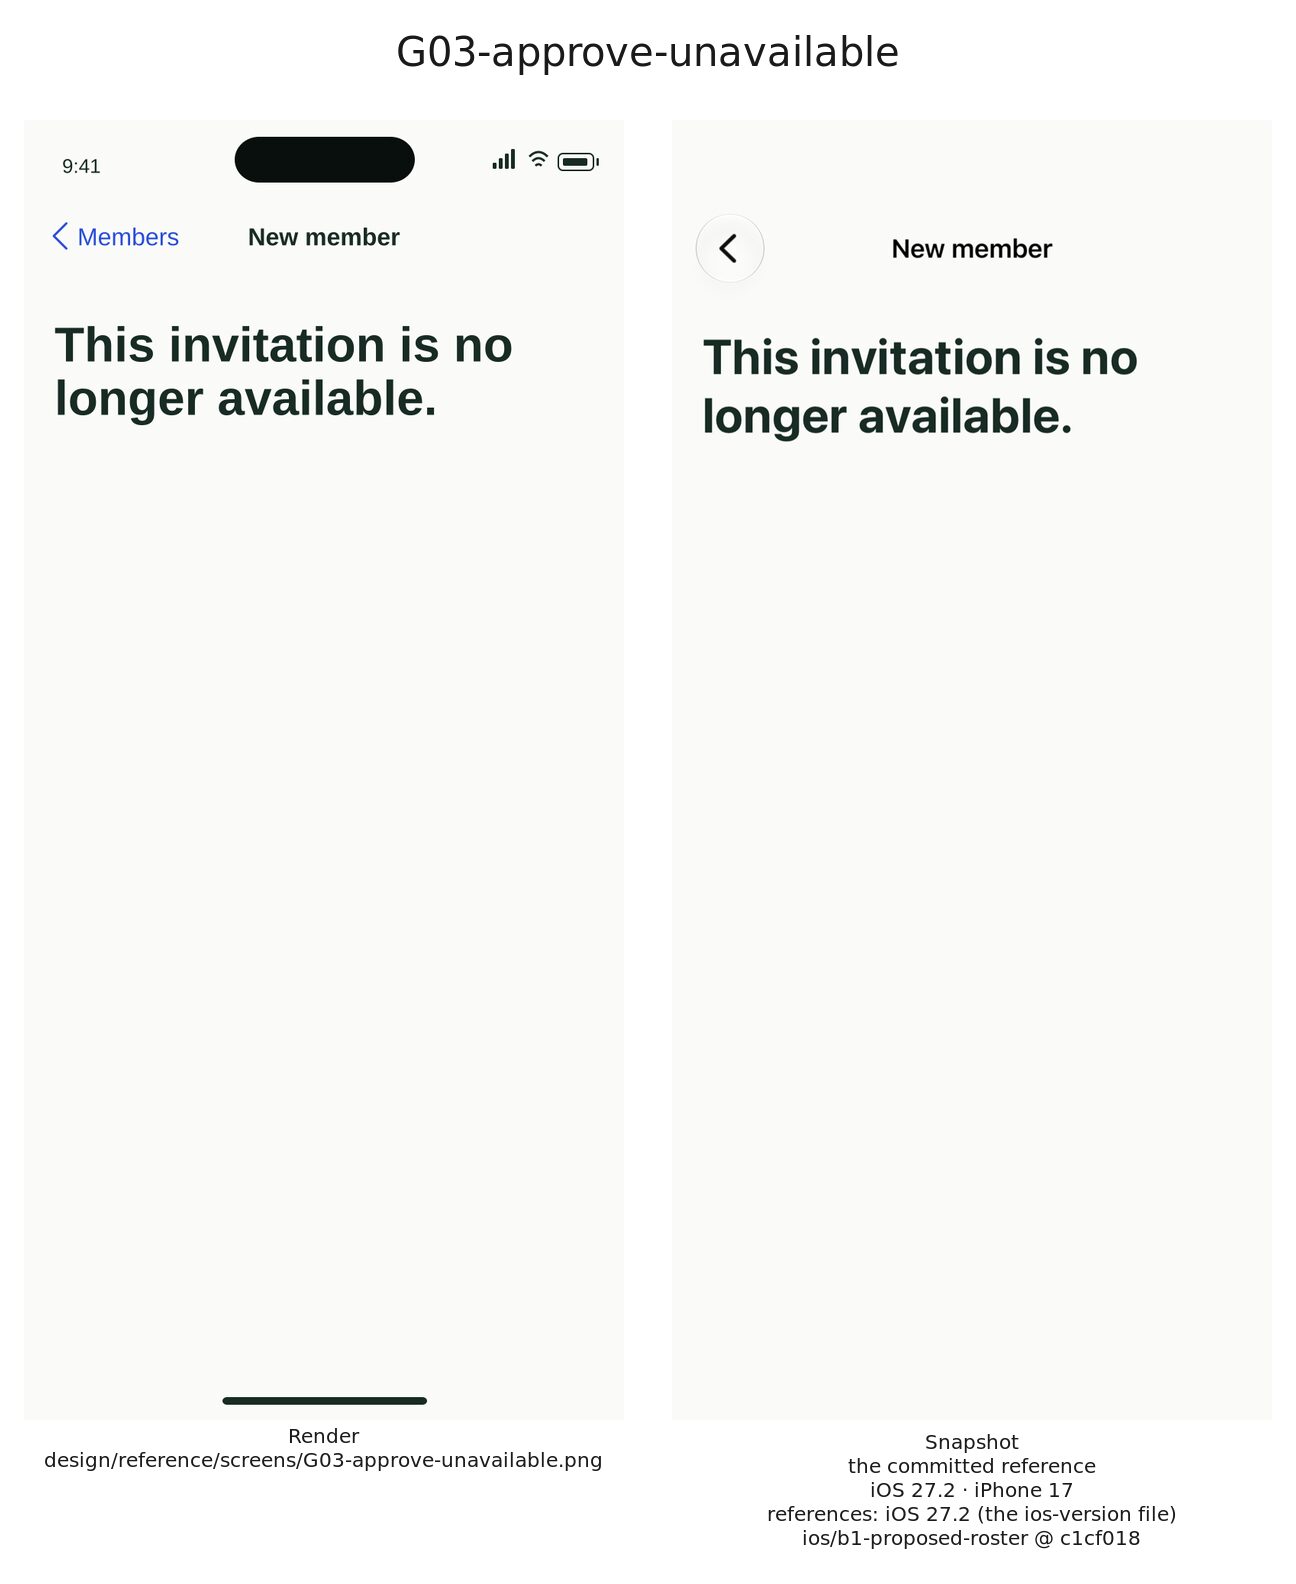 G03-approve-unavailable
9:41
Members
New member
This invitation is no
longer available.
Render
design/reference/screens/G03-approve-unavailable.png
New member
This invitation is no
longer available.
Snapshot
the committed reference
iOS 27.2 · iPhone 17
references: iOS 27.2 (the ios-version file)
ios/b1-proposed-roster @ c1cf018